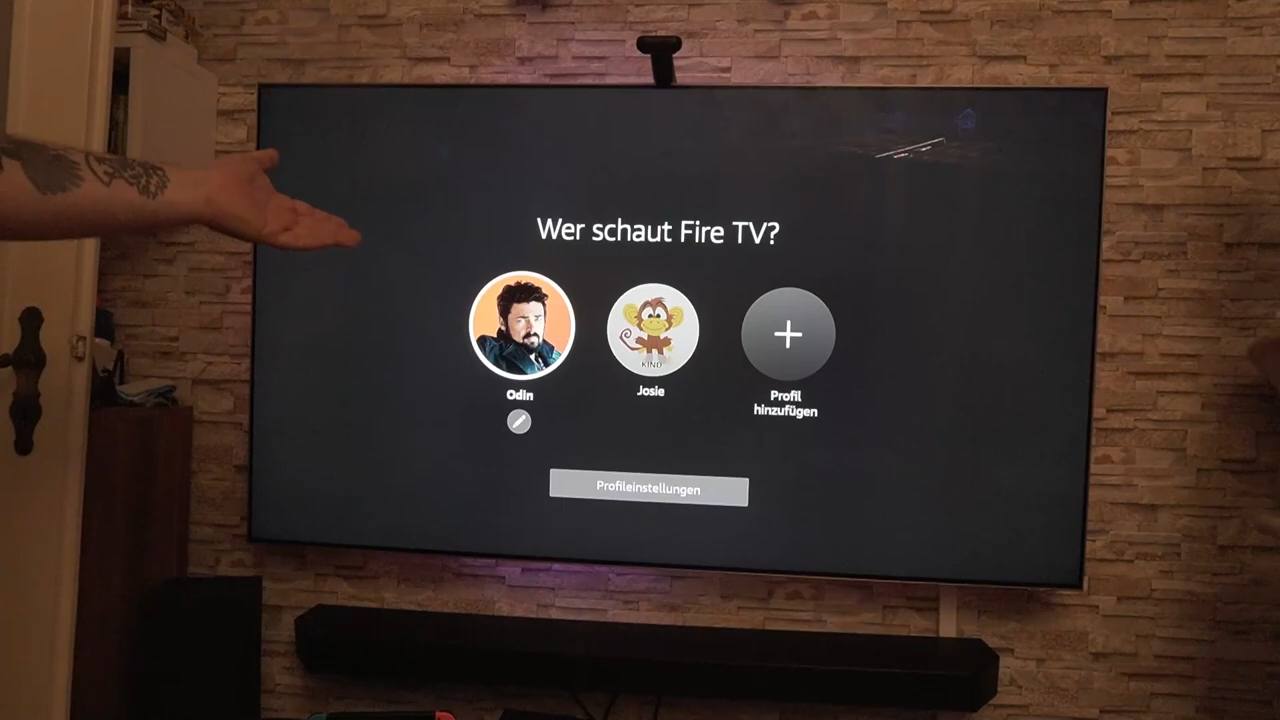 Wer schaut Fire TV?
KIND
Odin
Josie
Profil
hinzufügen
Profileinstellungen